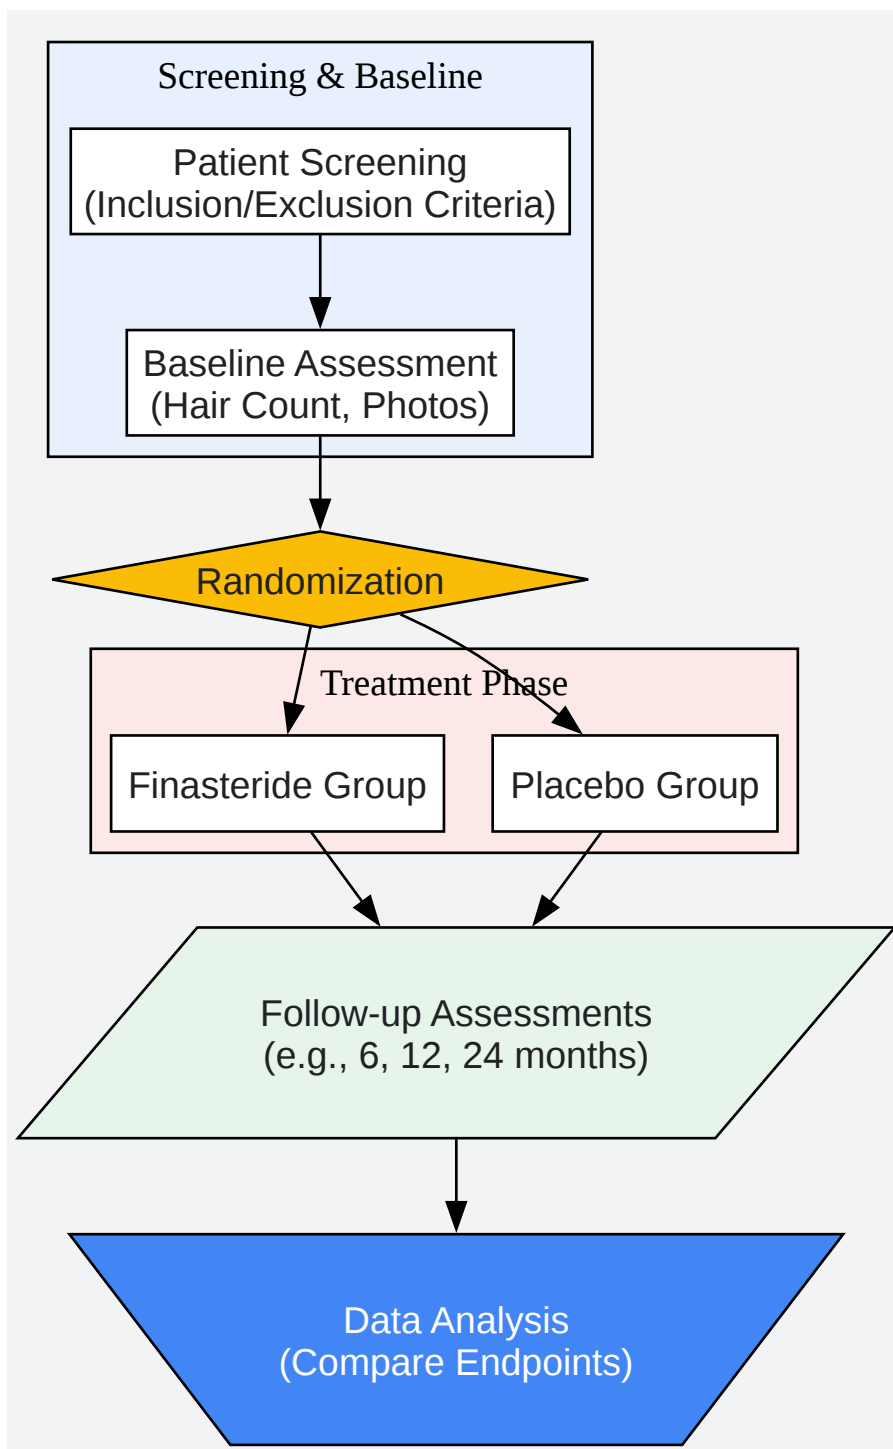 Screening & Baseline
Patient Screening
(Inclusion/Exclusion Criteria)
Baseline Assessment
(Hair Count, Photos)
Randomization
Treatment Phase
Finasteride Group
Placebo Group
Follow-up Assessments
(e.g., 6, 12, 24 months)
Data Analysis
(Compare Endpoints)